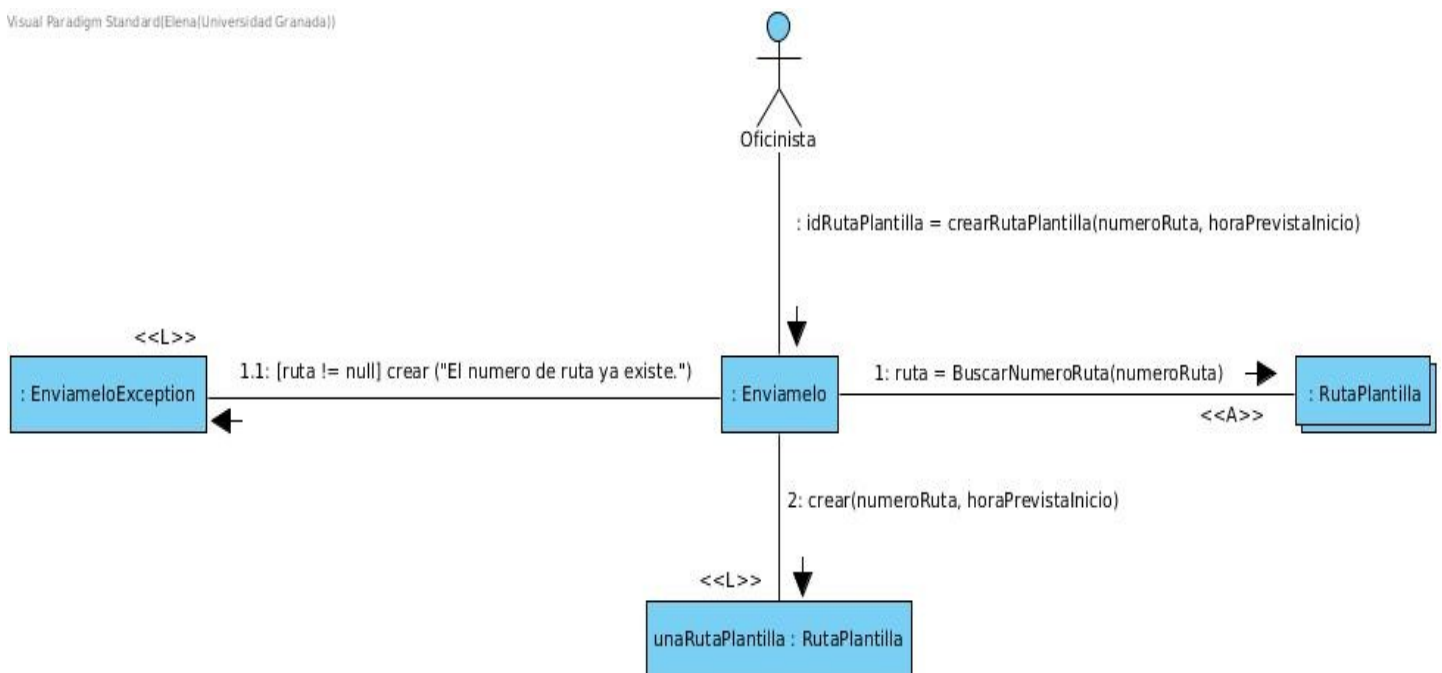 Visual Paradigm Standard(Elena(Universidad Granada))
Oficinista
: idRutaPlantilla = crearRutaPlantilla(numeroRuta, horaPrevistaInicio)
<<L>>
1.1: [ruta != null] crear ("El numero de ruta ya existe.")
1: ruta = BuscarNumeroRuta(numeroRuta)
: EnviameloException
: Enviamelo
: RutaPlantilla
<<A>>
2: crear(numeroRuta, horaPrevistaInicio)
<<L>>
unaRutaPlantilla : RutaPlantilla